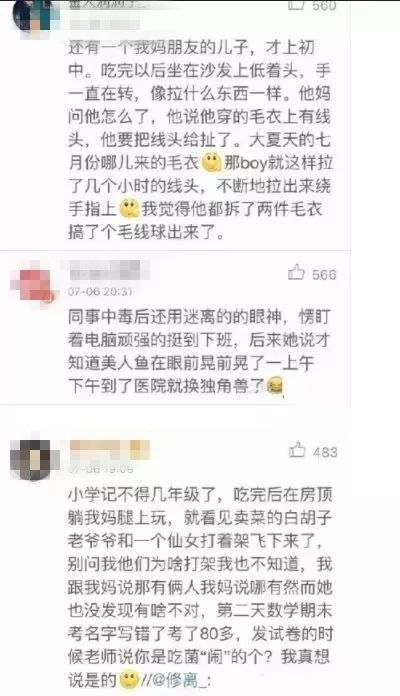 560
还有一个我妈朋友的儿子，才上初
中。吃完以后坐在沙发上低着头，手
一直在转，像拉什么东西一样。他妈
问他怎么了，他说他穿的毛衣上有线
头，他要把线头给扯了。大夏天的七
月份哪儿来的毛衣 那boy就这样拉
了几个小时的线头，不断地拉出来绕
手指上 我觉得他都拆了两件毛衣
搞了个毛线球出来了。
566
07-06 20:31
同事中毒后还用迷离的的眼神，愣盯
着电脑顽强的挺到下班，后来她说才
知道美人鱼在眼前晃前晃了一上午
下午到了医院就换独角兽了
483
07-06 19:09
小学记不得几年级了，吃完后在房顶
躺我妈腿上玩，就看见卖菜的白胡子
老爷爷和一个仙女打着架飞下来了，
别问我他们为啥打架我也不知道，我
跟我妈说那有俩人我妈说哪有然而她
也没发现有啥不对，第二天数学期末
考名字写错了考了80多，发试卷的时
候老师说你是吃菌“闹”的个？我真想
说是的 //@修离_: